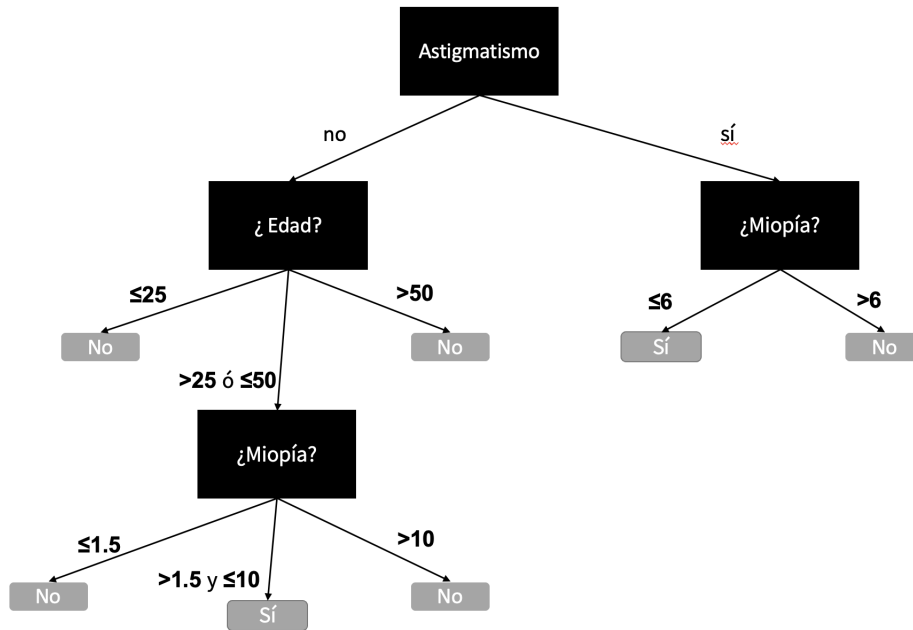 Astigmatismo
no
sí
¿ Edad?
¿Miopía?
≤25
>50
≤6
>6
No
No
Sí
No
>25 ó ≤50
¿Miopía?
≤1.5
>10
>1.5 y ≤10
No
Sí
No